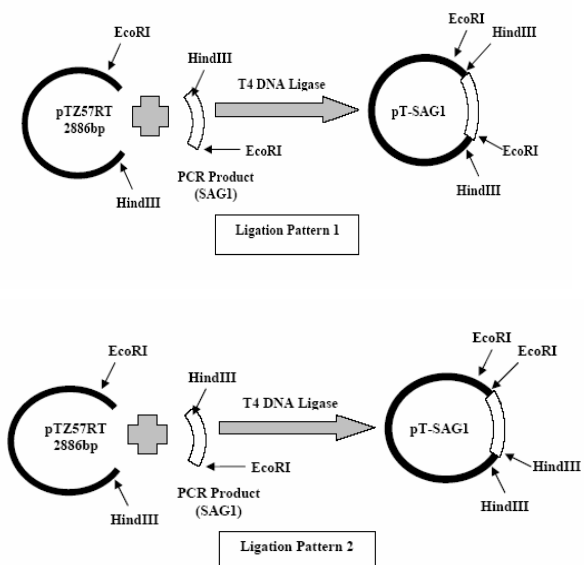 EcoRI
HindIII
T4 DNA Ligase
pTZ57RT
2886bp
EcoRI
HindIII
PCR Product
(SAG1)
EcoRI
HindIII
pT-SAG1
EcoRI
HindIII
Ligation Pattern 1
EcoRI
HindIII
T4 DNA Ligase
pTZ57RT
2886bp
EcoRI
HindIII
PCR Product
(SAG1)
EcoRI
EcoRI
pT-SAG1
HindIII
HindIII
Ligation Pattern 2